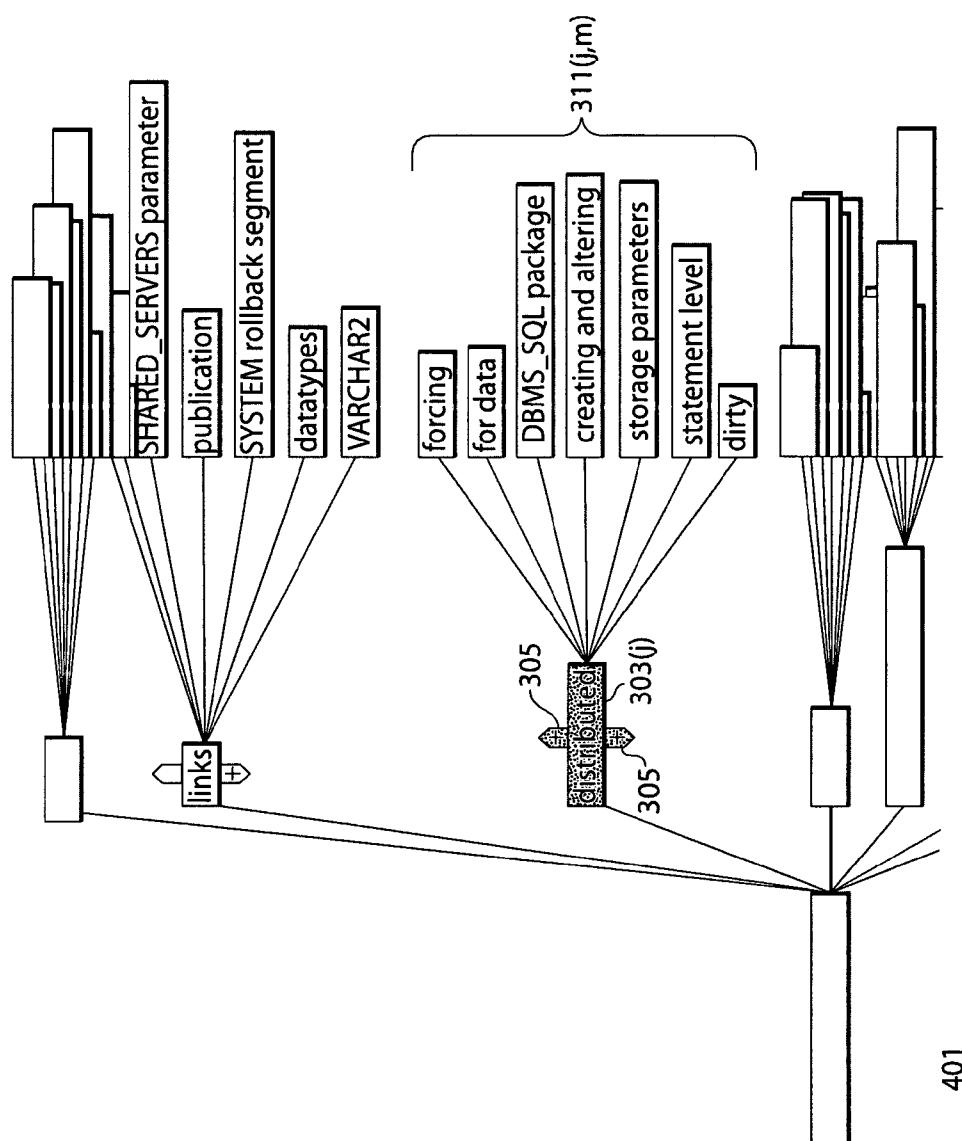 SHARED_SERVERS parameter
publication
links
SYSTEM rollback segment
datatypes
VARCHAR2
311(j,m)
forcing
for data
DBMS_SQL package
305
distributed
303(j)
creating and altering
305
storage parameters
statement level
dirty
401